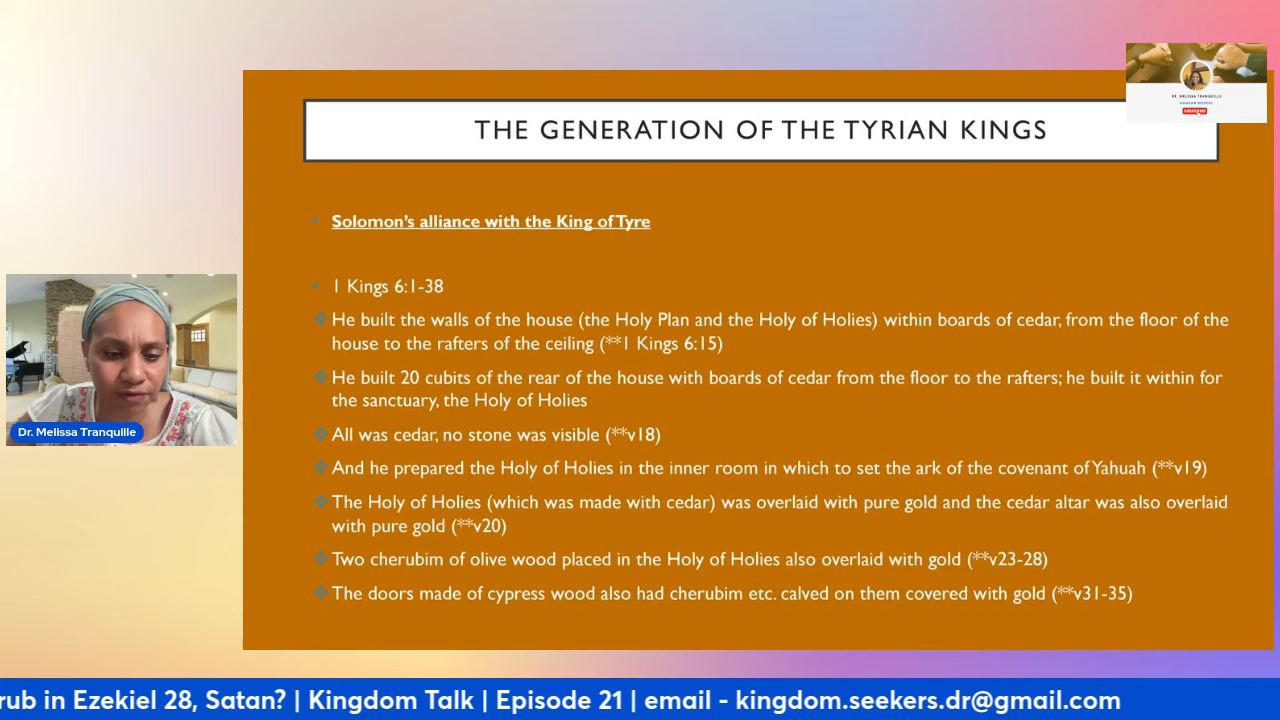 THE GENERATION OF THE TYRIAN KINGS
DR. MELISSA TRANQUILLE
KINGDOM SEEKERS
SUBSCRIBE
• Solomon's alliance with the King of Tyre
• 1 Kings 6:1-38
❖ He built the walls of the house (the Holy Plan and the Holy of Holies) within boards of cedar, from the floor of the
house to the rafters of the ceiling (**1 Kings 6:15)
❖ He built 20 cubits of the rear of the house with boards of cedar from the floor to the rafters; he built it within for
the sanctuary, the Holy of Holies
❖ All was cedar, no stone was visible (**v18)
❖ And he prepared the Holy of Holies in the inner room in which to set the ark of the covenant of Yahuah (**v19)
❖ The Holy of Holies (which was made with cedar) was overlaid with pure gold and the cedar altar was also overlaid
with pure gold (**v20)
❖ Two cherubim of olive wood placed in the Holy of Holies also overlaid with gold (**v23-28)
❖ The doors made of cypress wood also had cherubim etc. calved on them covered with gold (**v31-35)
Dr. Melissa Tranquille
rub in Ezekiel 28, Satan? | Kingdom Talk | Episode 21 | email - kingdom.seekers.dr@gmail.com